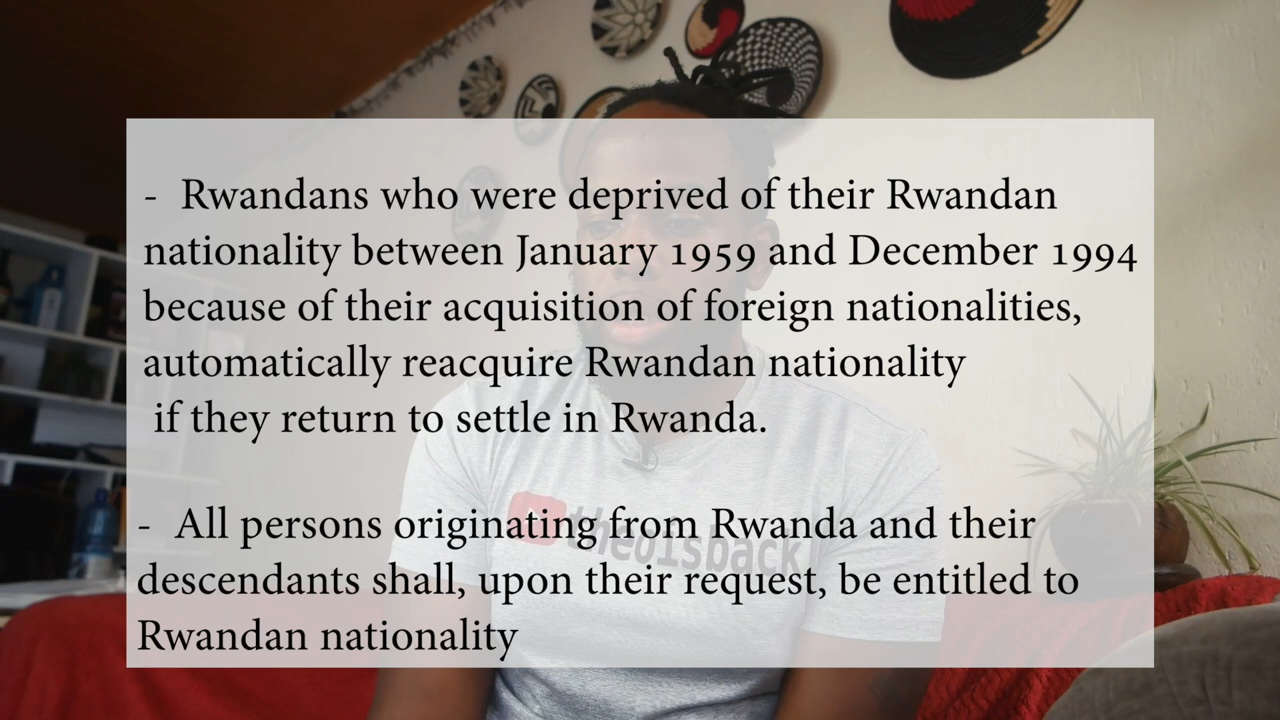 - Rwandans who were deprived of their Rwandan
nationality between January 1959 and December 1994
because of their acquisition of foreign nationalities,
automatically reacquire Rwandan nationality
if they return to settle in Rwanda.
- All persons originating from Rwanda and their
theoisback
descendants shall, upon their request, be entitled to
Rwandan nationality